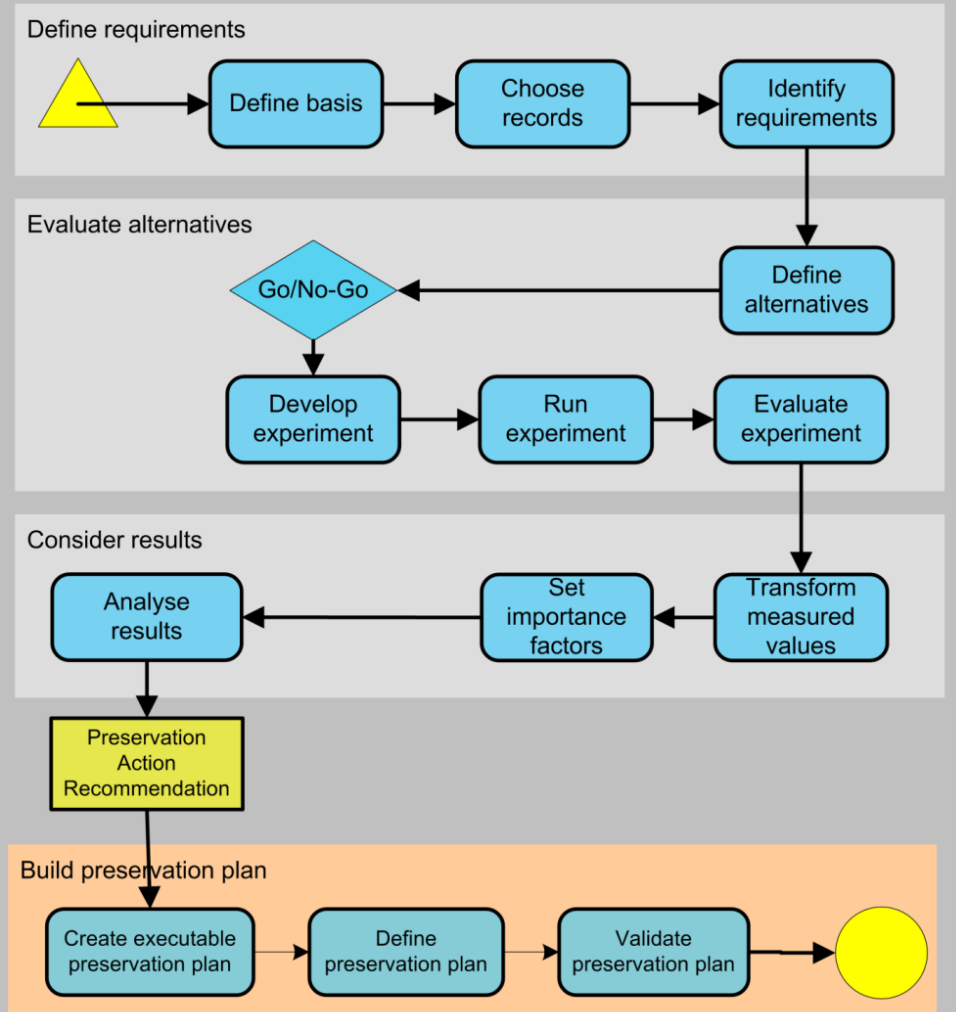 Define requirements
Define basis
Choose
records
Identify
requirements
Evaluate alternatives
Go/No-Go
Define
alternatives
Develop
experiment
Run
experiment
Evaluate
experiment
Consider results
Analyse
results
Set
importance
factors
Transform
measured
values
Preservation
Action
Recommendation
Build preservation plan
Create executable
preservation plan
Define
preservation plan
Validate
preservation plan